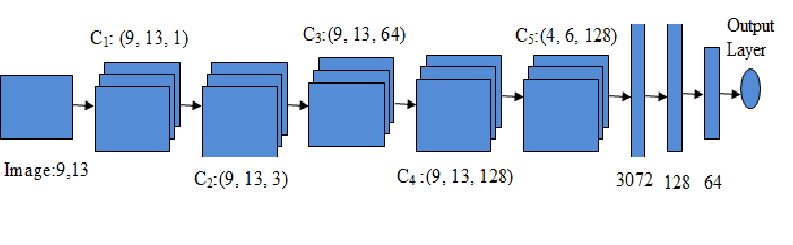 C1: (9, 13, 1)
C3:(9, 13, 64)
C5:(4, 6, 128)
Output
Layer
Image:9,13
C2:(9, 13, 3)
C4 :(9, 13, 128)
3072
128
64